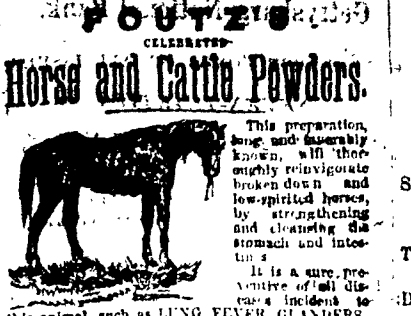 FOUTZ'S
CELEBRATED
Horse and Cattle Powders.
This preparation,
long and favorably
known, will thor-
oughly reinvigorate
broken down and
low-spirited horses,
by strengthening
and cleansing the
stomach and intes-
tines
It is a sure pre-
ventive of all dis-
eases incident to
this animal, such as LUNG FEVER, GLANDERS,
S
T
D